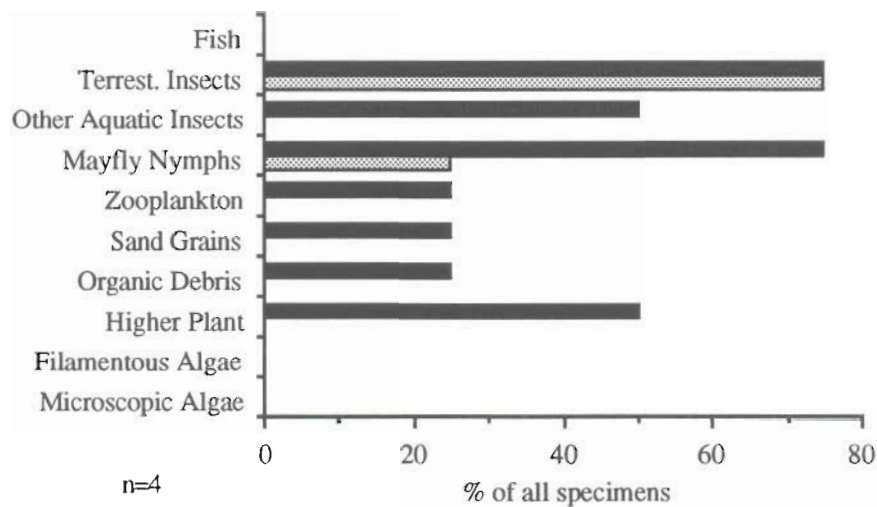 Fish
Terrest. Insects
Other Aquatic Insects
Mayfly Nymphs
Zooplankton
Sand Grains
Organic Debris
Higher Plant
Filamentous Algae
Microscopic Algae
0 20 40 60 80
n=4
% of all specimens